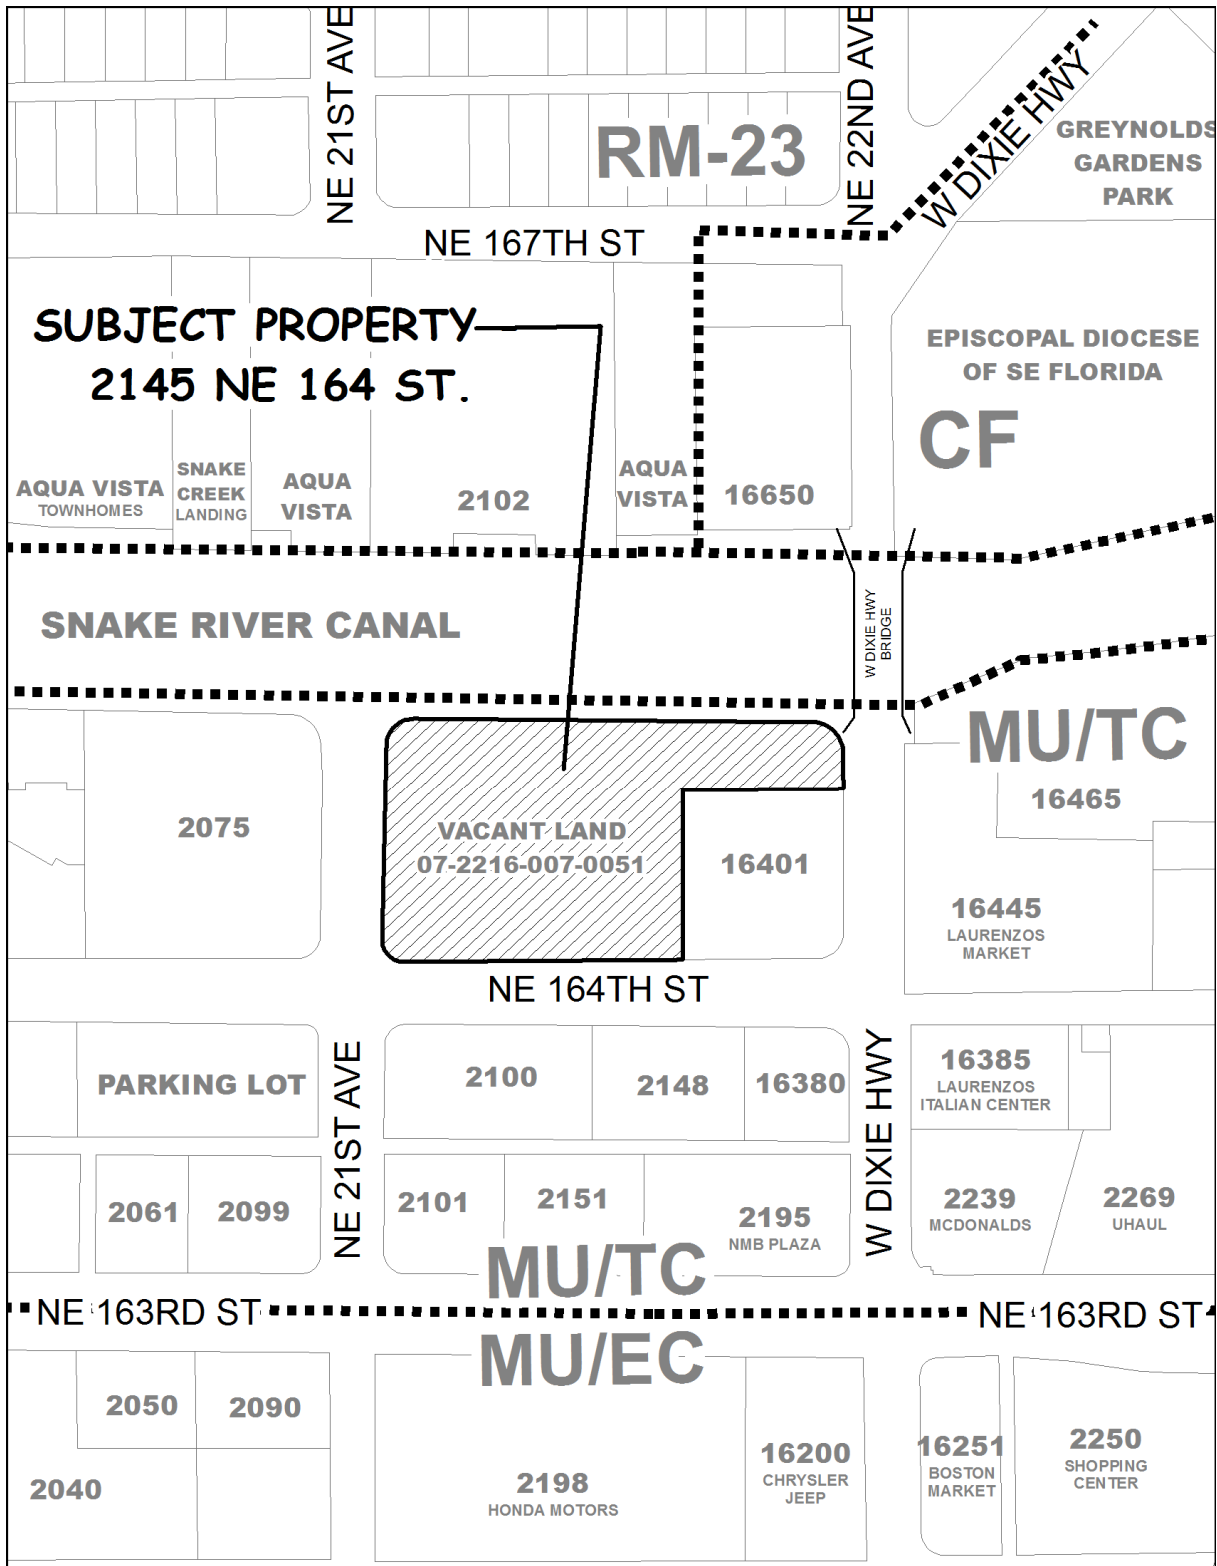 NE 21ST AVE
NE 22ND AVE
W DIXIE HWY
RM-23
GREYNOLDS
GARDENS
PARK
NE 167TH ST
SUBJECT PROPERTY
2145 NE 164 ST.
EPISCOPAL DIOCESE
OF SE FLORIDA
CF
AQUA VISTA
TOWNHOMES
SNAKE
CREEK
LANDING
AQUA
VISTA
2102
AQUA
VISTA
16650
SNAKE RIVER CANAL
W DIXIE HWY
BRIDGE
MU/TC
16465
2075
VACANT LAND
07-2216-007-0051
16401
16445
LAURENZOS
MARKET
NE 164TH ST
PARKING LOT
NE 21ST AVE
2100
2148
16380
W DIXIE HWY
16385
LAURENZOS
ITALIAN CENTER
2061
2099
2101
2151
2195
NMB PLAZA
2239
MCDONALDS
2269
UHAUL
MU/TC
NE 163RD ST
NE 163RD ST
MU/EC
2050
2090
2040
2198
HONDA MOTORS
16200
CHRYSLER
JEEP
16251
BOSTON
MARKET
2250
SHOPPING
CENTER